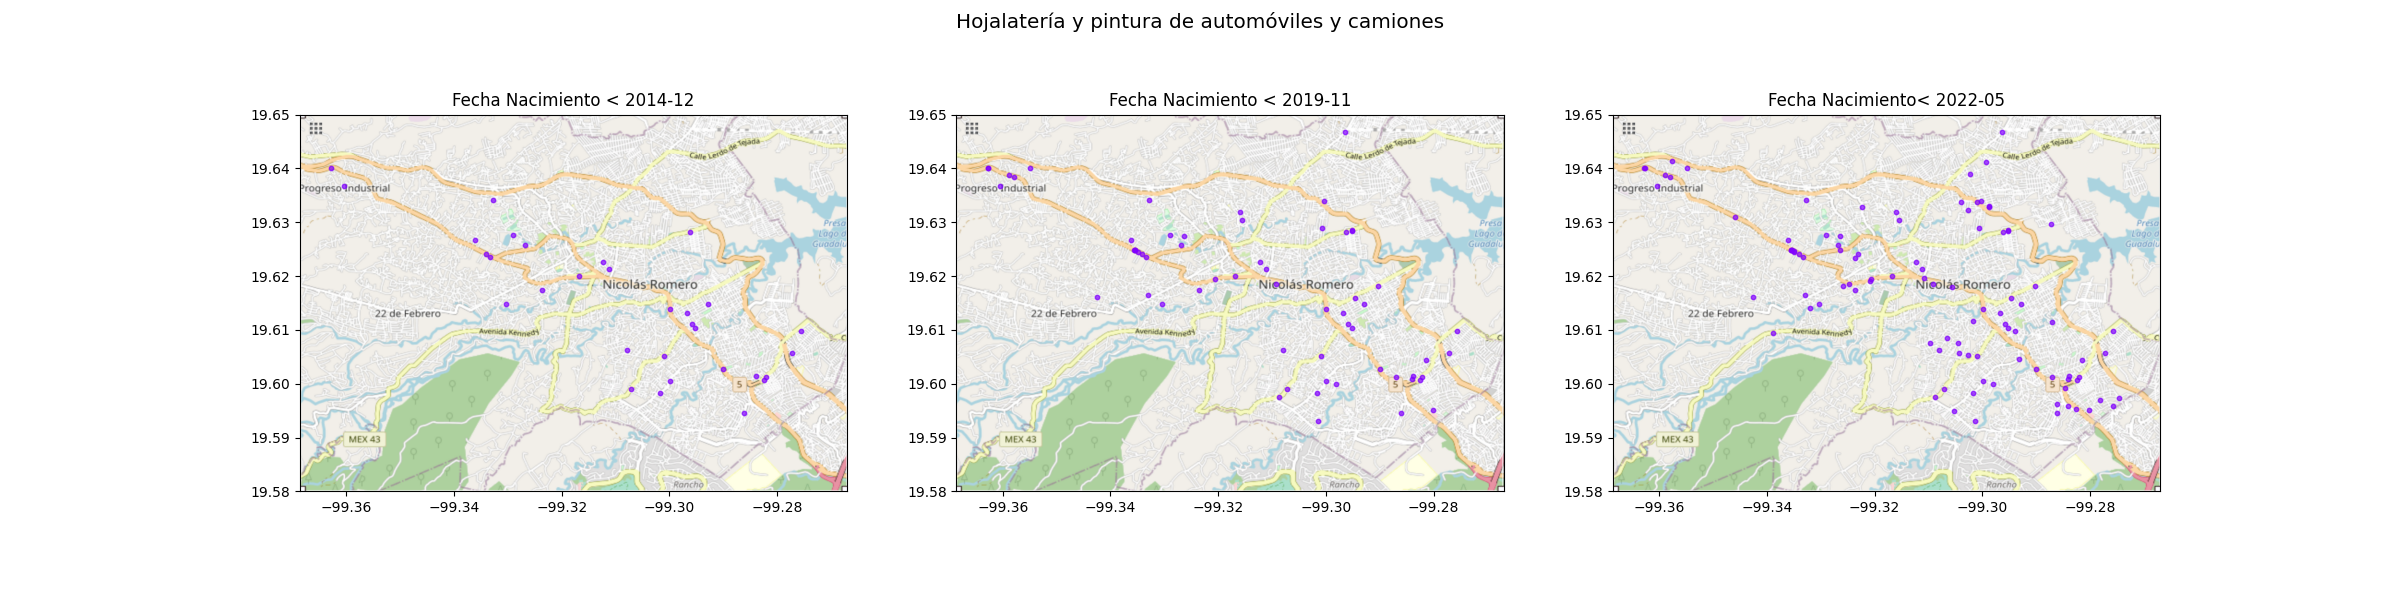 Hojalatería y pintura de automóviles y camiones
Fecha Nacimiento < 2014-12
19.65
19.64
19.63
19.62
19.61
19.60
19.59
19.58
−99.36
−99.34
−99.32
−99.30
−99.28
Calle Lerdo de Tejada
Progreso Industrial
Presa
Lago
Guadalu
Nicolás Romero
22 de Febrero
Avenida Kennedy
5
MEX 43
Rancho
Fecha Nacimiento < 2019-11
19.65
19.64
19.63
19.62
19.61
19.60
19.59
19.58
−99.36
−99.34
−99.32
−99.30
−99.28
Calle Lerdo de Tejada
Progreso Industrial
Presa
Lago
Guadalu
Nicolás Romero
22 de Febrero
Avenida Kennedy
5
MEX 43
Rancho
Fecha Nacimiento< 2022-05
19.65
19.64
19.63
19.62
19.61
19.60
19.59
19.58
−99.36
−99.34
−99.32
−99.30
−99.28
Calle Lerdo de Tejada
Progreso Industrial
Presa
Lago
Guadalu
Nicolás Romero
22 de Febrero
Avenida Kennedy
5
MEX 43
Rancho